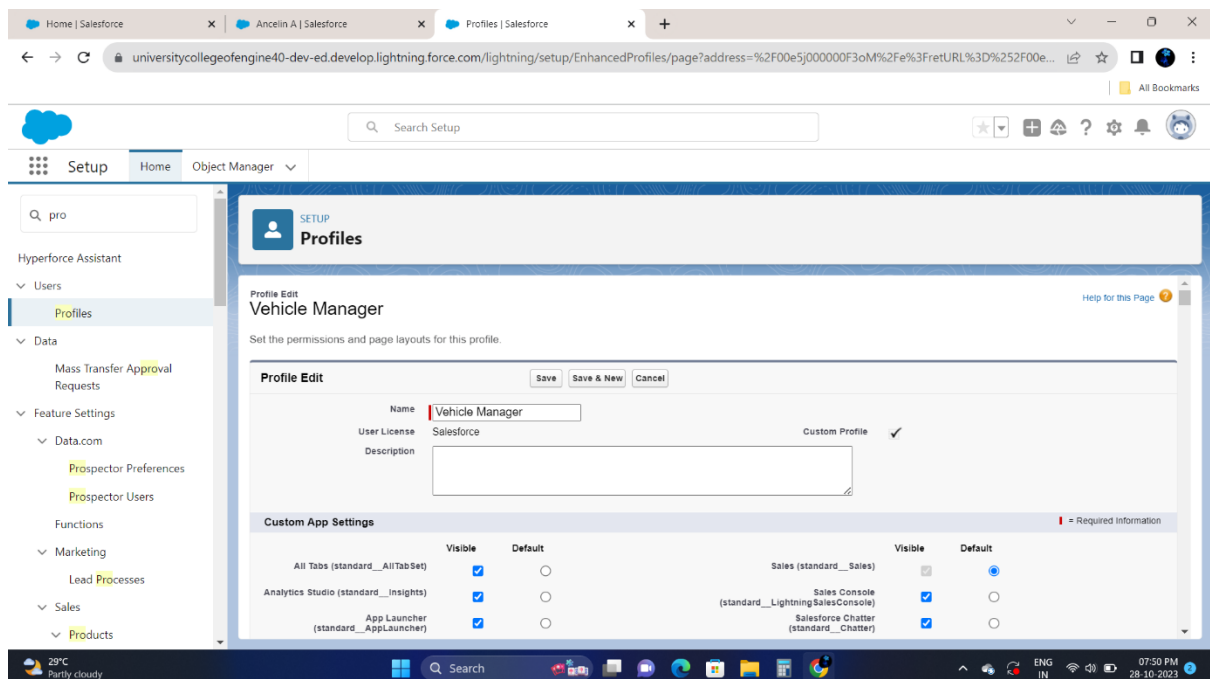 Home | Salesforce
Ancelin A | Salesforce
Profiles | Salesforce
universitycollegeofengine40-dev-ed.develop.lightning.force.com/lightning/setup/EnhancedProfiles/page?address=%2F00e5j000000F3oM%2Fe%3FretURL%3D%252F00e...
All Bookmarks
Search Setup
Setup
Home
Object Manager
pro
Hyperforce Assistant
Users
Profiles
Data
Mass Transfer Approval
Requests
Feature Settings
Data.com
Prospector Preferences
Prospector Users
Functions
Marketing
Lead Processes
Sales
Products
SETUP
Profiles
Profile Edit
Vehicle Manager
Help for this Page
Set the permissions and page layouts for this profile.
Profile Edit
Save
Save & New
Cancel
Name
Vehicle Manager
User License
Salesforce
Custom Profile
Description
Custom App Settings
= Required Information
Visible
Default
Visible
Default
All Tabs (standard__AllTabSet)
Sales (standard__Sales)
Analytics Studio (standard__Insights)
Sales Console
(standard__LightningSalesConsole)
App Launcher
(standard__AppLauncher)
Salesforce Chatter
(standard__Chatter)
29°C
Partly cloudy
Search
ENG
IN
07:50 PM
28-10-2023
2